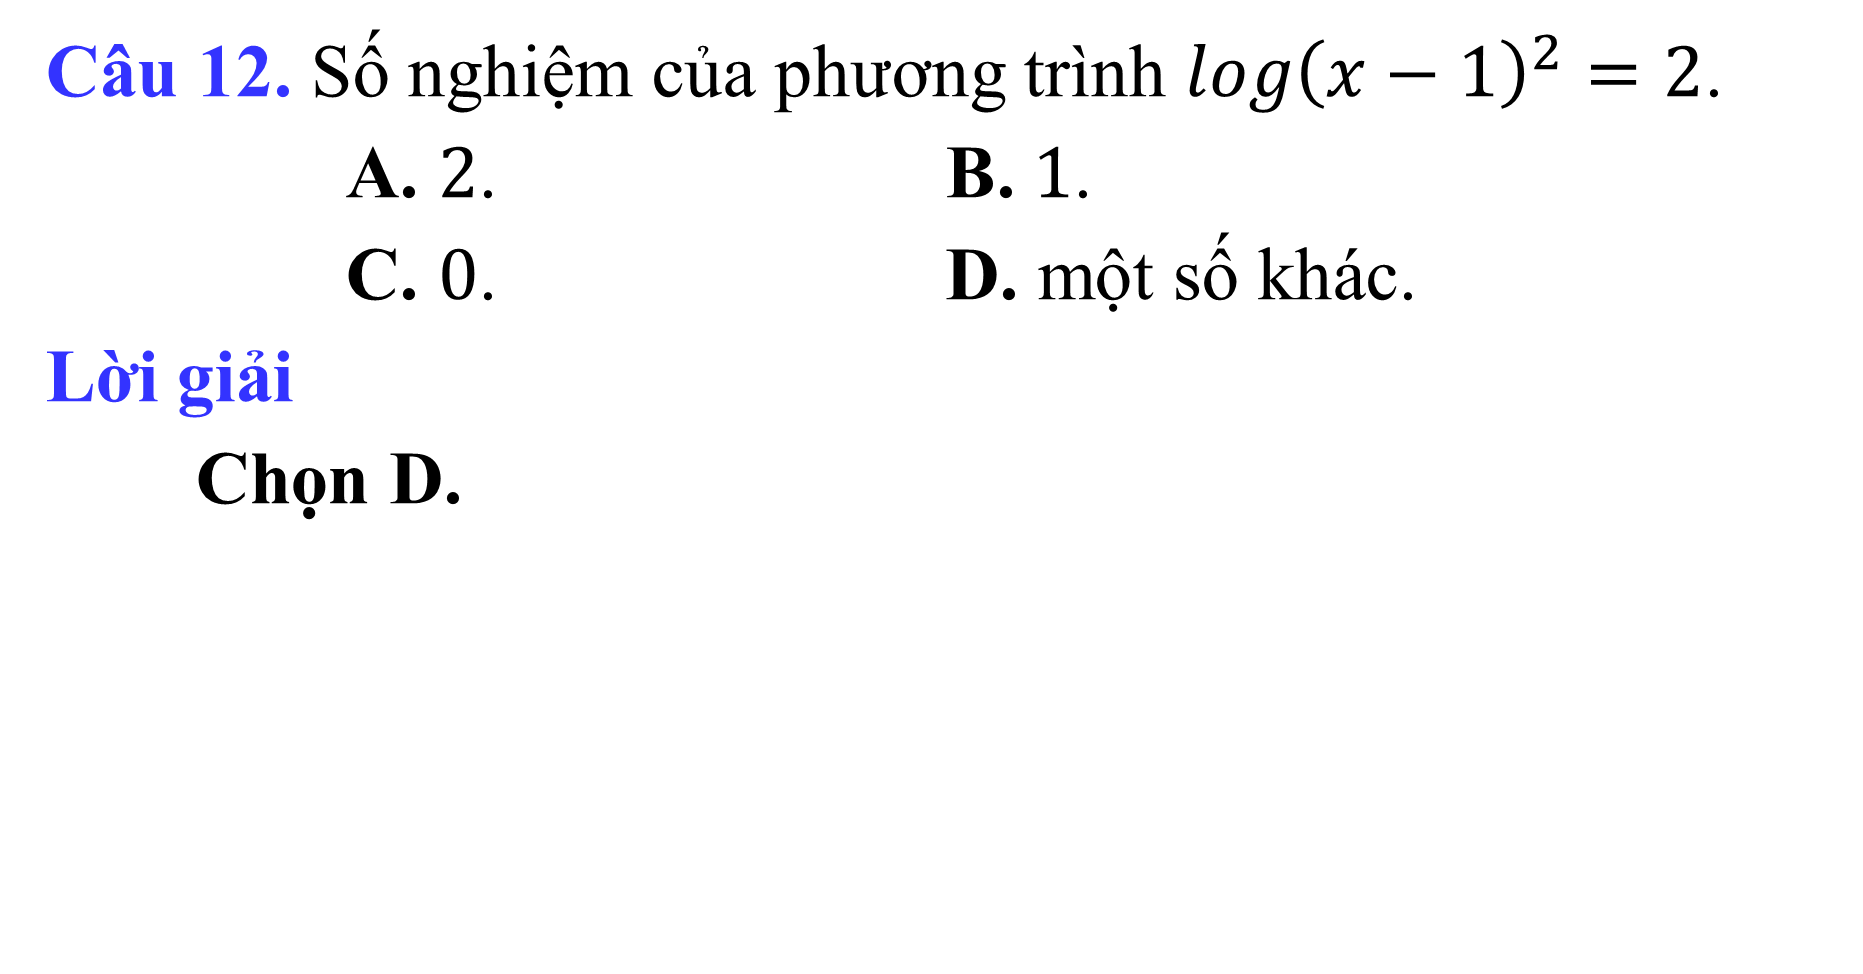 Câu 12. Số nghiệm của phương trình log(x − 1)² = 2.
A. 2. B. 1.
C. 0. D. một số khác.
Lời giải
Chọn D.